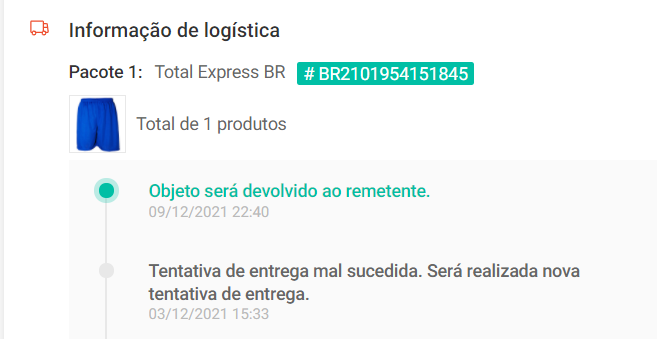 Informação de logística
Pacote 1: Total Express BR # BR2101954151845
Total de 1 produtos
Objeto será devolvido ao remetente.
09/12/2021 22:40
Tentativa de entrega mal sucedida. Será realizada nova
tentativa de entrega.
03/12/2021 15:33